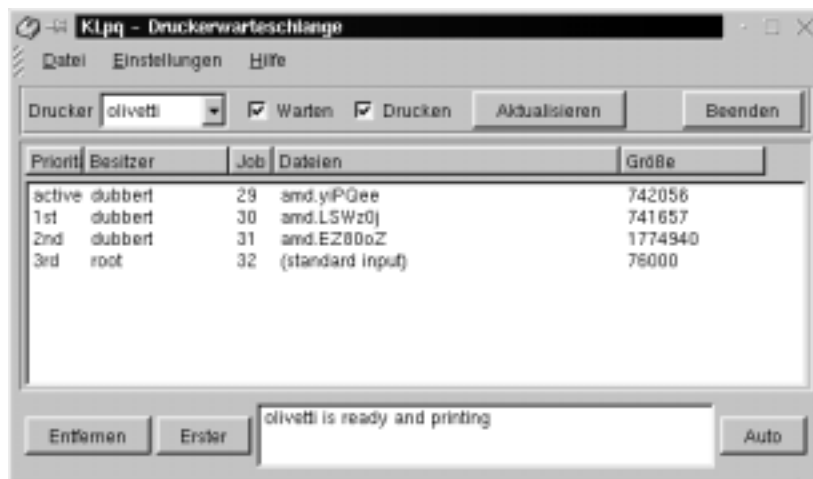 KLpq - Druckerwarteschlange
Datei Einstellungen Hilfe
Drucker olivetti Warten Drucken Aktualisieren Beenden
Priorit Besitzer Job Dateien Größe
active dubbert 29 amd.yiPQee 742056
1st dubbert 30 amd.LSWz0j 741657
2nd dubbert 31 amd.EZ80oZ 1774940
3rd root 32 (standard input) 76000
Entfernen Erster olivetti is ready and printing Auto